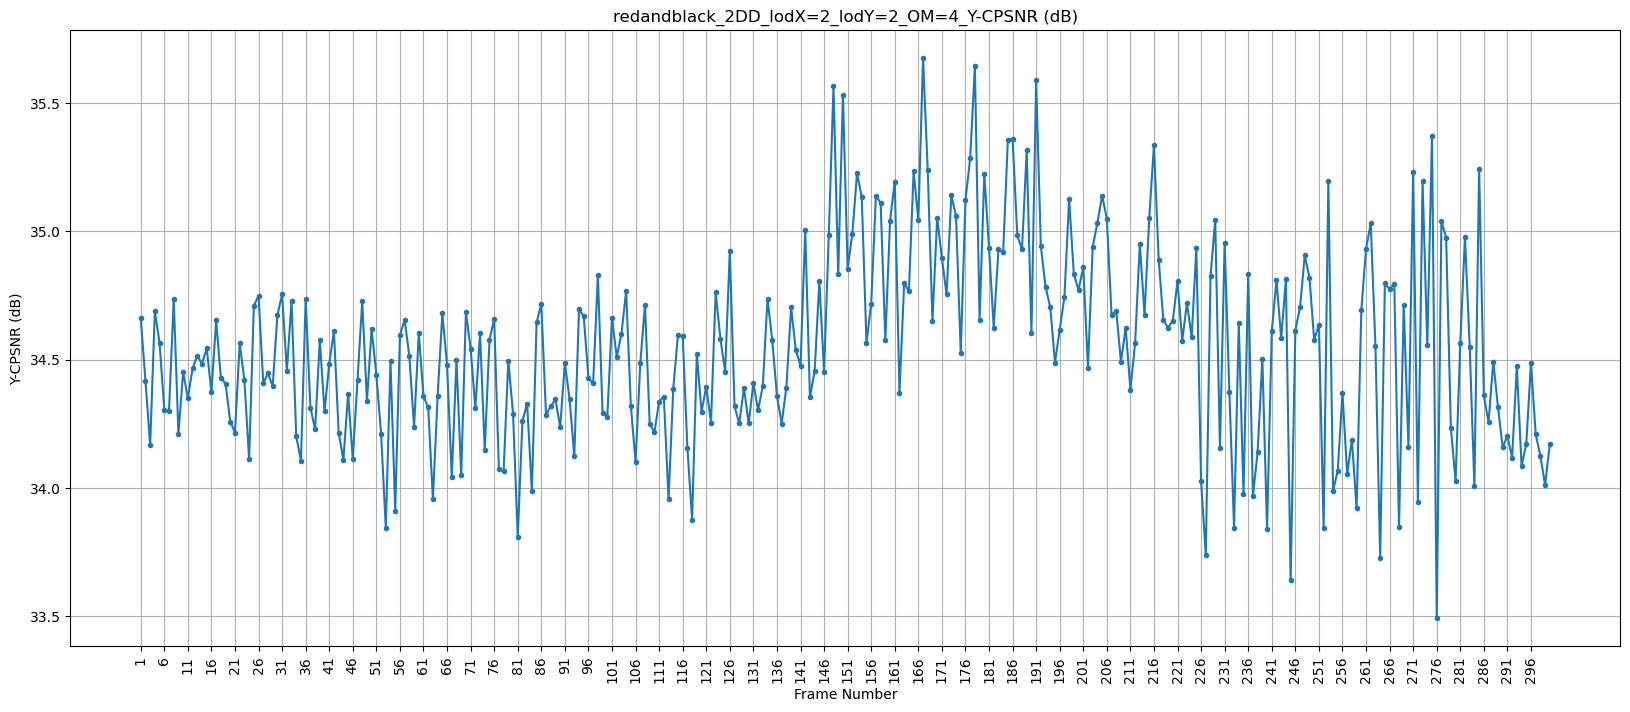 redandblack_2DD_lodX=2_lodY=2_OM=4_Y-CPSNR (dB)
Y-CPSNR (dB)
35.5
35.0
34.5
34.0
33.5
1 6 11 16 21 26 31 36 41 46 51 56 61 66 71 76 81 86 91 96 101 106 111 116 121 126 131 136 141 146 151 156 161 166 171 176 181 186 191 196 201 206 211 216 221 226 231 236 241 246 251 256 261 266 271 276 281 286 291 296
Frame Number